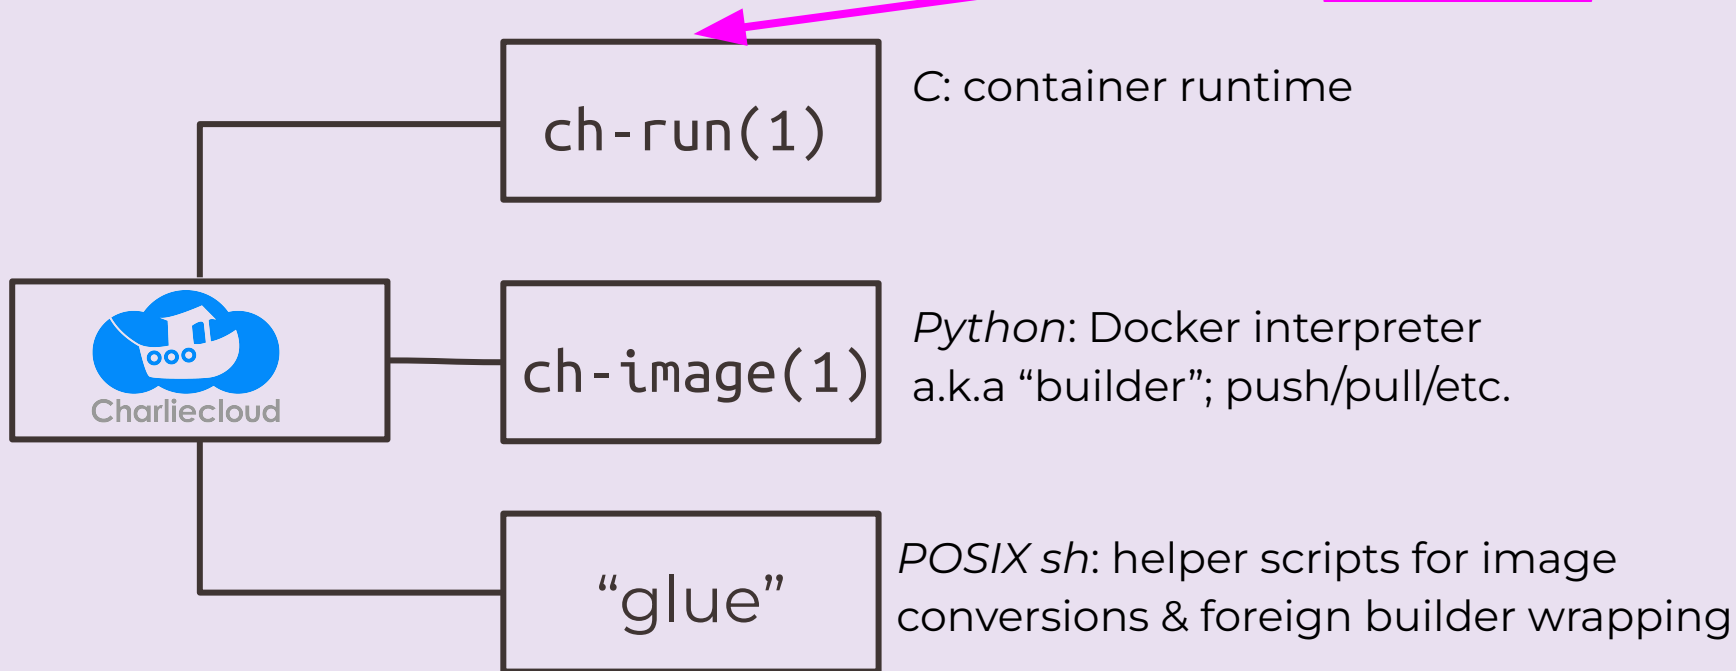 ch-run(1)
C: container runtime
Charliecloud
ch-image(1)
Python: Docker interpreter
a.k.a “builder”; push/pull/etc.
“glue”
POSIX sh: helper scripts for image
conversions & foreign builder wrapping